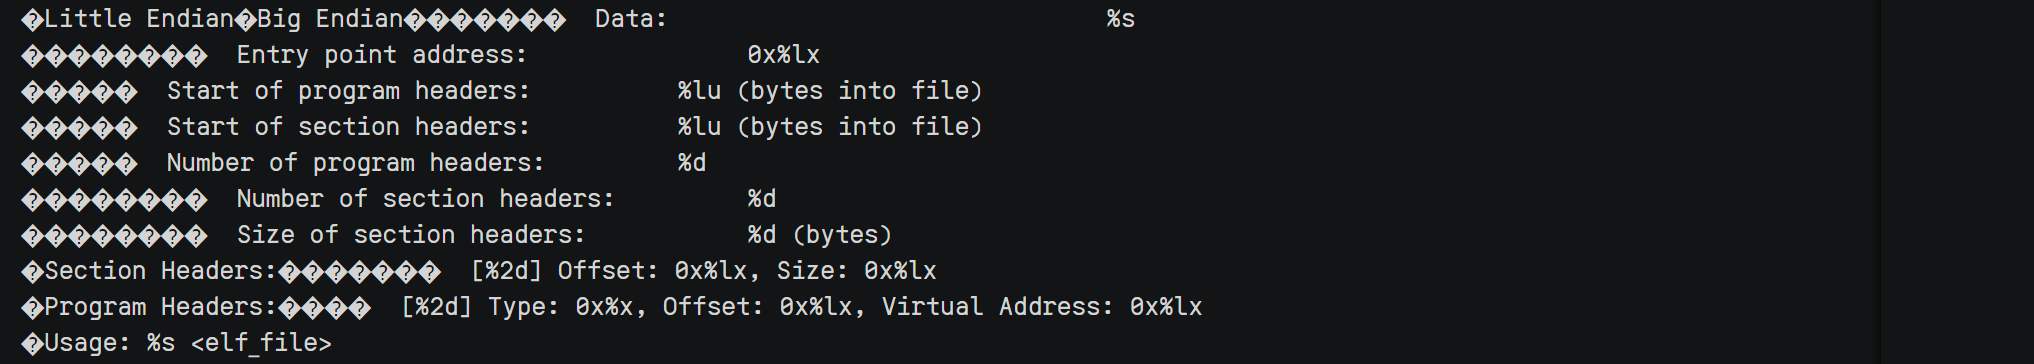 �Little Endian�Big Endian�������  Data:                              %s
��������  Entry point address:               0x%lx
�����  Start of program headers:          %lu (bytes into file)
�����  Start of section headers:          %lu (bytes into file)
�����  Number of program headers:         %d
��������  Number of section headers:         %d
��������  Size of section headers:           %d (bytes)
�Section Headers:�������  [%2d] Offset: 0x%lx, Size: 0x%lx
�Program Headers:����  [%2d] Type: 0x%x, Offset: 0x%lx, Virtual Address: 0x%lx
�Usage: %s <elf_file>